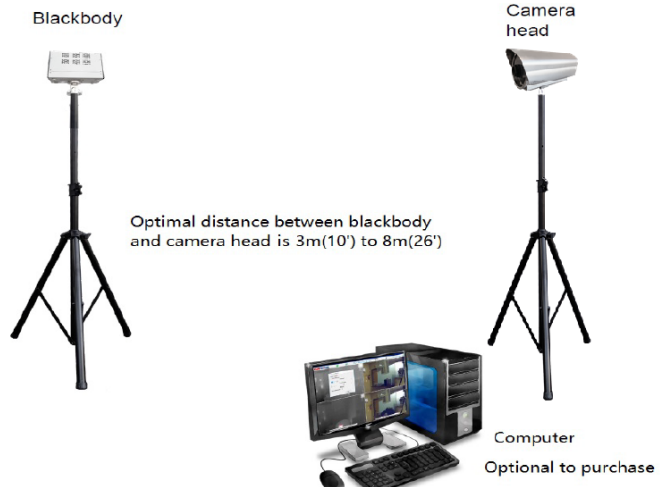 Blackbody
Camera
head
Optimal distance between blackbody
and camera head is 3m(10') to 8m(26')
Computer
Optional to purchase